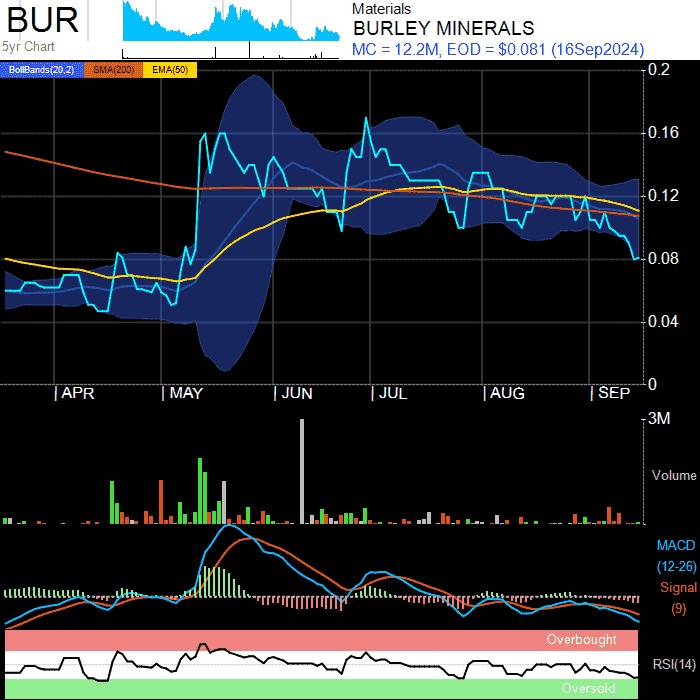 BUR
5yr Chart
Materials
BURLEY MINERALS
MC = 12.2M, EOD = $0.081 (16Sep2024)
BollBands(20,2) SMA(200) EMA(50)
0.2
0.16
0.12
0.08
0.04
0
| APR | MAY | JUN | JUL | AUG | SEP
3M
Volume
MACD
(12-26)
Signal
(9)
Overbought
RSI(14)
Oversold